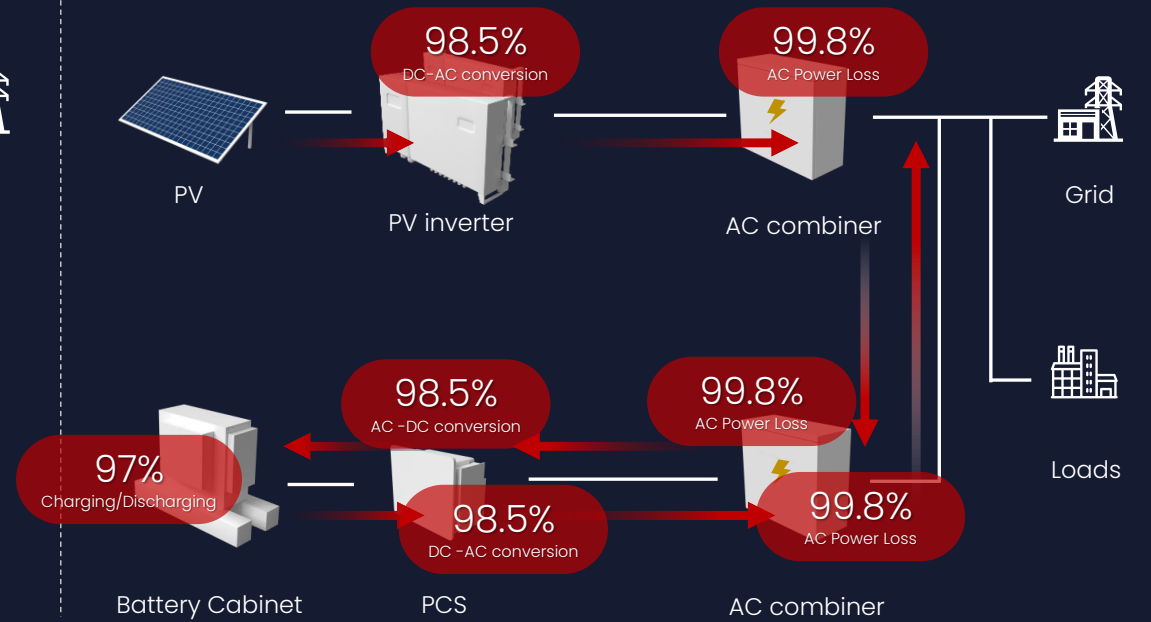 98.5%
DC-AC conversion
99.8%
AC Power Loss
PV
PV inverter
AC combiner
Grid
98.5%
AC -DC conversion
99.8%
AC Power Loss
97%
Charging/Discharging
98.5%
DC -AC conversion
99.8%
AC Power Loss
Loads
Battery Cabinet
PCS
AC combiner